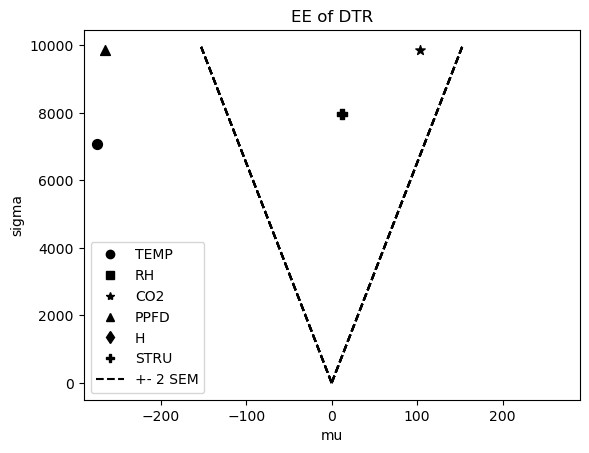 EE of DTR
10000
8000
6000
4000
2000
0
sigma
TEMP
RH
CO2
PPFD
H
STRU
+- 2 SEM
−200
−100
0
100
200
mu